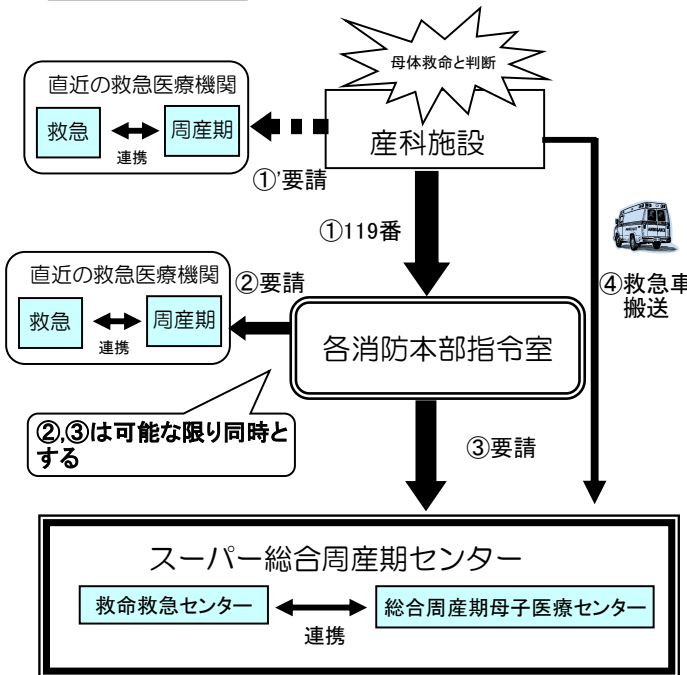 母体救命と判断
直近の救急医療機関
救急
周産期
連携
産科施設
①’要請
①119番
AMBULANCE
直近の救急医療機関
②要請
救急
周産期
連携
④救急車
搬送
各消防本部指令室
②,③は可能な限り同時と
する
③要請
スーパー総合周産期センター
救命救急センター
総合周産期母子医療センター
連携